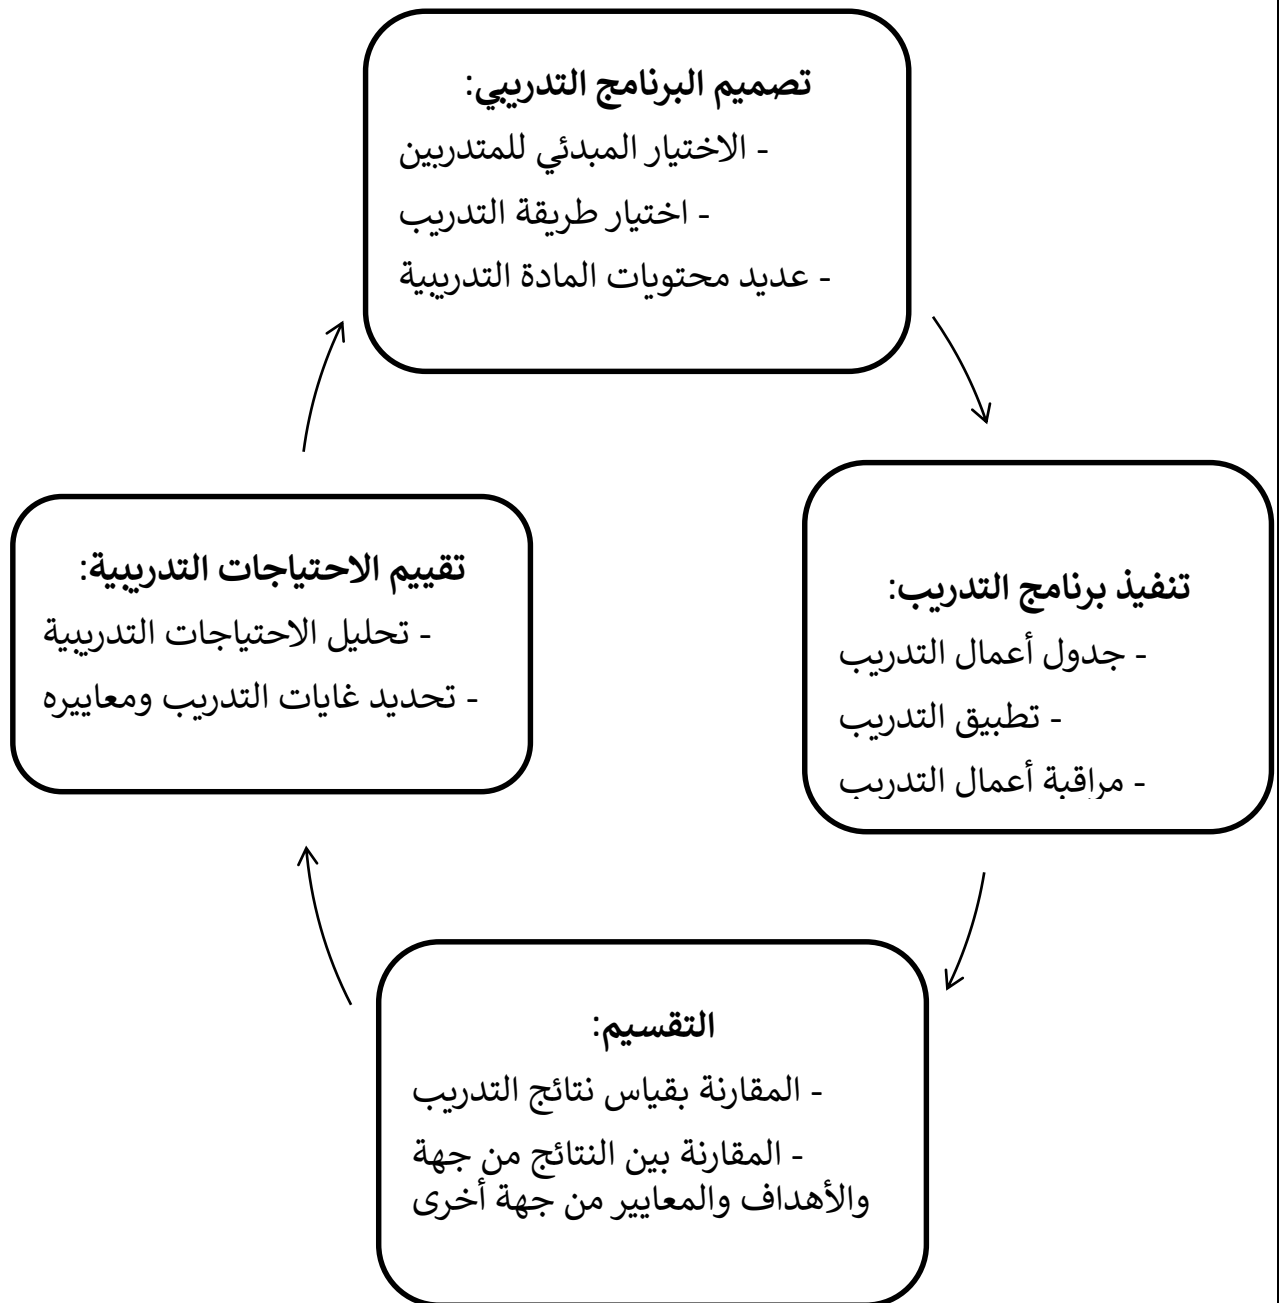 تصميم البرنامج التدريبي:
- الاختيار المبدئي للمتدربين
- اختيار طريقة التدريب
- عديد محتويات المادة التدريبية
تنفيذ برنامج التدريب:
- جدول أعمال التدريب
- تطبيق التدريب
- مراقبة أعمال التدريب
التقسيم:
- المقارنة بقياس نتائج التدريب
- المقارنة بين النتائج من جهة
والأهداف والمعايير من جهة أخرى
تقييم الاحتياجات التدريبية:
- تحليل الاحتياجات التدريبية
- تحديد غايات التدريب ومعاييره